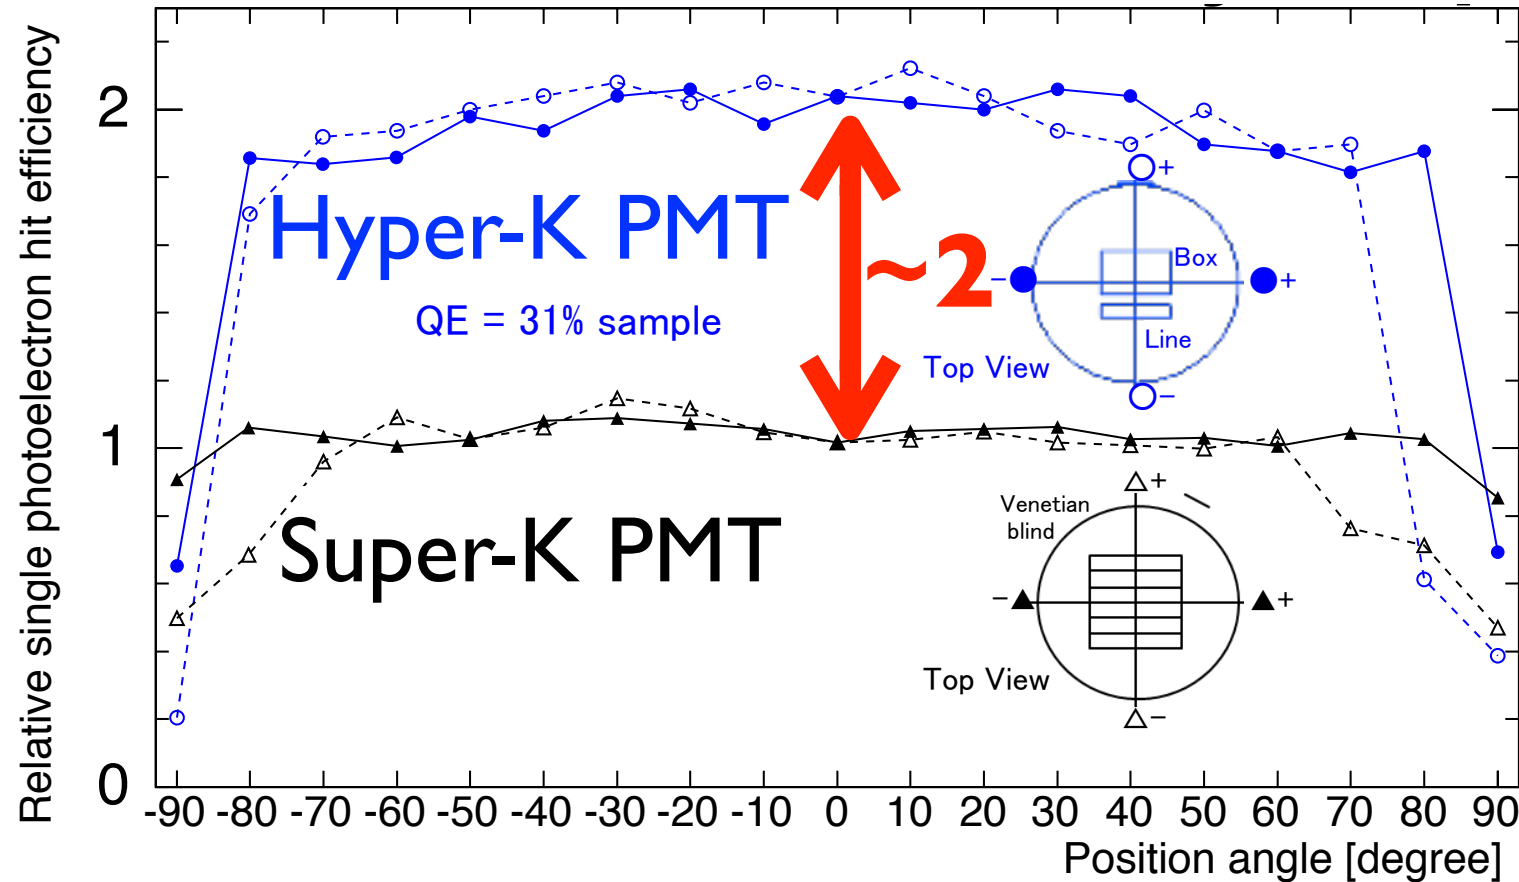 Relative single photoelectron hit efficiency
2
1
0
Hyper-K PMT
QE = 31% sample
~2
+
- +
Box
Line
Top View
-
Super-K PMT
+
Venetian
blind
- +
Top View
-
-90 -80 -70 -60 -50 -40 -30 -20 -10 0 10 20 30 40 50 60 70 80 90
Position angle [degree]